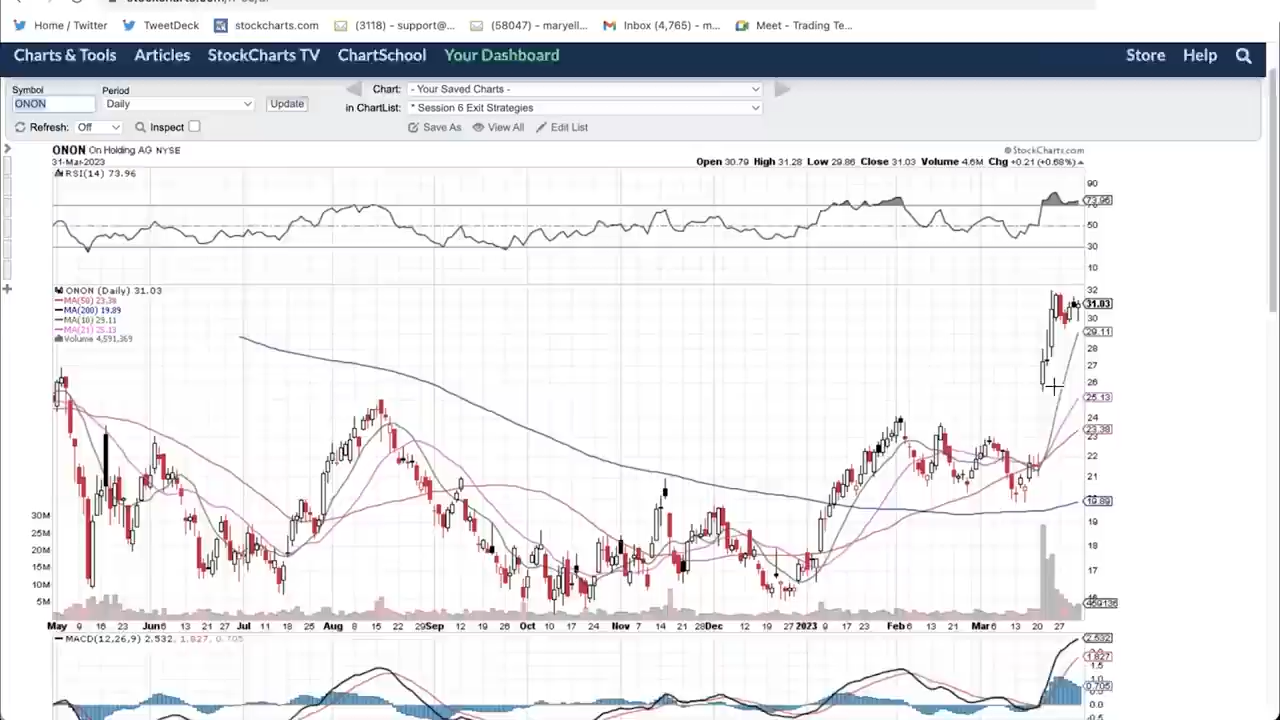 Home / Twitter TweetDeck stockcharts.com (3118) - support@... (58047) - maryell... Inbox (4,765) - m... Meet - Trading Te...
Charts & Tools Articles StockCharts TV ChartSchool Your Dashboard Store Help
Symbol Period Chart: - Your Saved Charts -
ONON Daily Update in ChartList: * Session 6 Exit Strategies
Refresh: Off Inspect Save As View All Edit List
ONON On Holding AG NYSE © StockCharts.com
31-Mar-2023 Open 30.79 High 31.28 Low 29.86 Close 31.03 Volume 4.6M Chg +0.21 (+0.68%)
RSI(14) 73.96
90
73.96
50
30
10
ONON (Daily) 31.03
MA(50) 23.38
MA(200) 19.89
MA(10) 29.11
MA(21) 25.13
Volume 4,591,369
32
31.03
30
29.11
28
27
26
25.13
24
23.38
22
21
19.89
19
18
17
30M
25M
20M
15M
10M
5M
May 9 16 23 Jun 6 13 21 27 Jul 11 18 25 Aug 8 15 22 29 Sep 12 19 26 Oct 10 17 24 Nov 7 14 21 28 Dec 12 19 27 2023 9 17 23 Feb 6 13 21 Mar 6 13 20 27
MACD(12,26,9) 2.532, 1.827, 0.705
2.532
1.827
1.5
0.705
0.0
-0.5